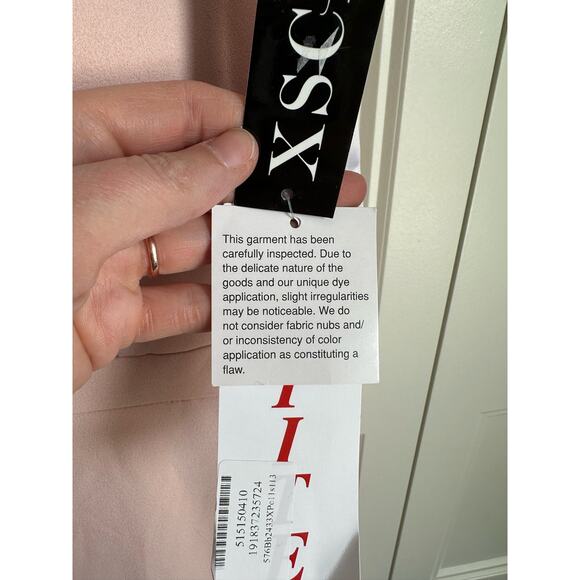 XSC
This garment has been
carefully inspected. Due to
the delicate nature of the
goods and our unique dye
application, slight irregularities
may be noticeable. We do
not consider fabric nubs and/
or inconsistency of color
application as constituting a
flaw.
515150410
191837235724